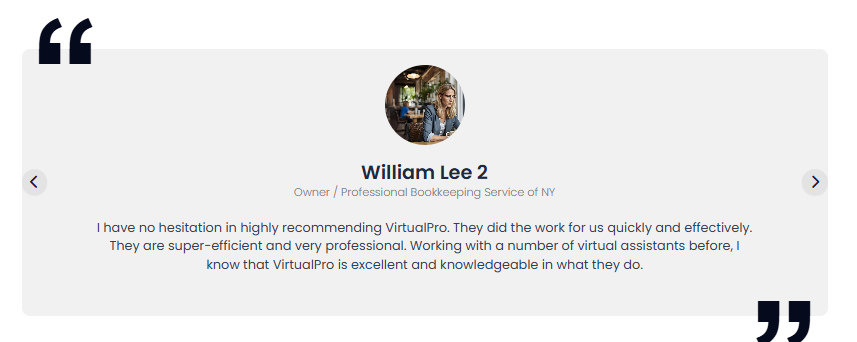 William Lee 2
Owner / Professional Bookkeeping Service of NY
I have no hesitation in highly recommending VirtualPro. They did the work for us quickly and effectively.
They are super-efficient and very professional. Working with a number of virtual assistants before, I
know that VirtualPro is excellent and knowledgeable in what they do.